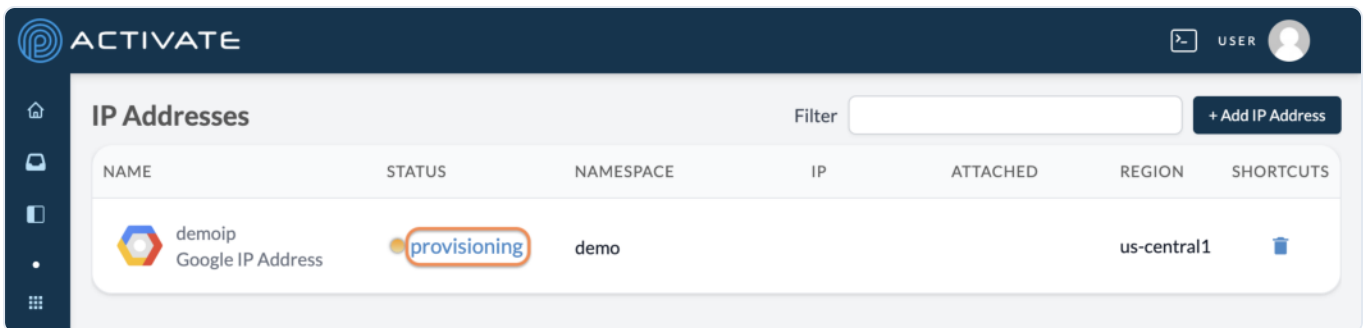 ACTIVATE
USER
IP Addresses
Filter
+ Add IP Address
NAME STATUS NAMESPACE IP ATTACHED REGION SHORTCUTS
demoip
Google IP Address
provisioning
demo
us-central1